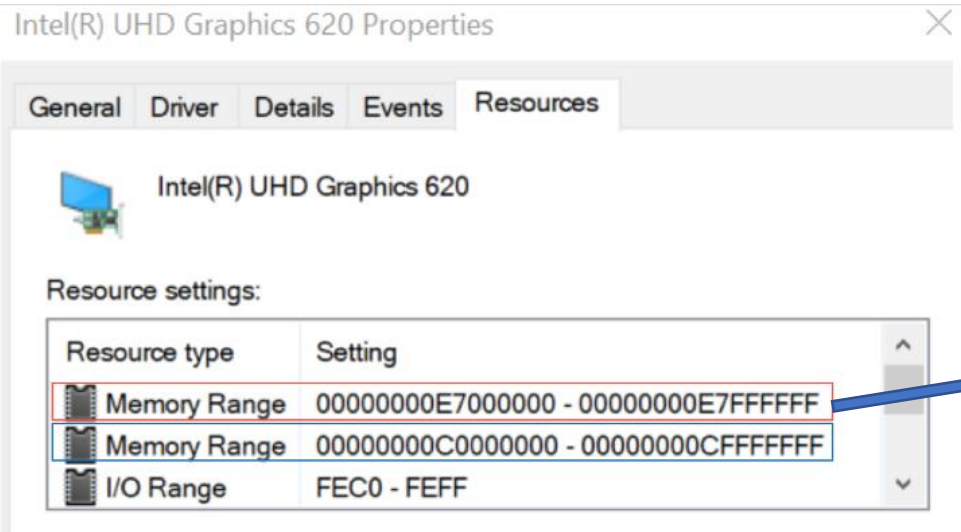 Intel(R) UHD Graphics 620 Properties
General Driver Details Events Resources
Intel(R) UHD Graphics 620
Resource settings:
Resource type Setting
Memory Range 00000000E7000000 - 00000000E7FFFFFF
Memory Range 00000000C0000000 - 00000000CFFFFFFF
I/O Range FEC0 - FEFF